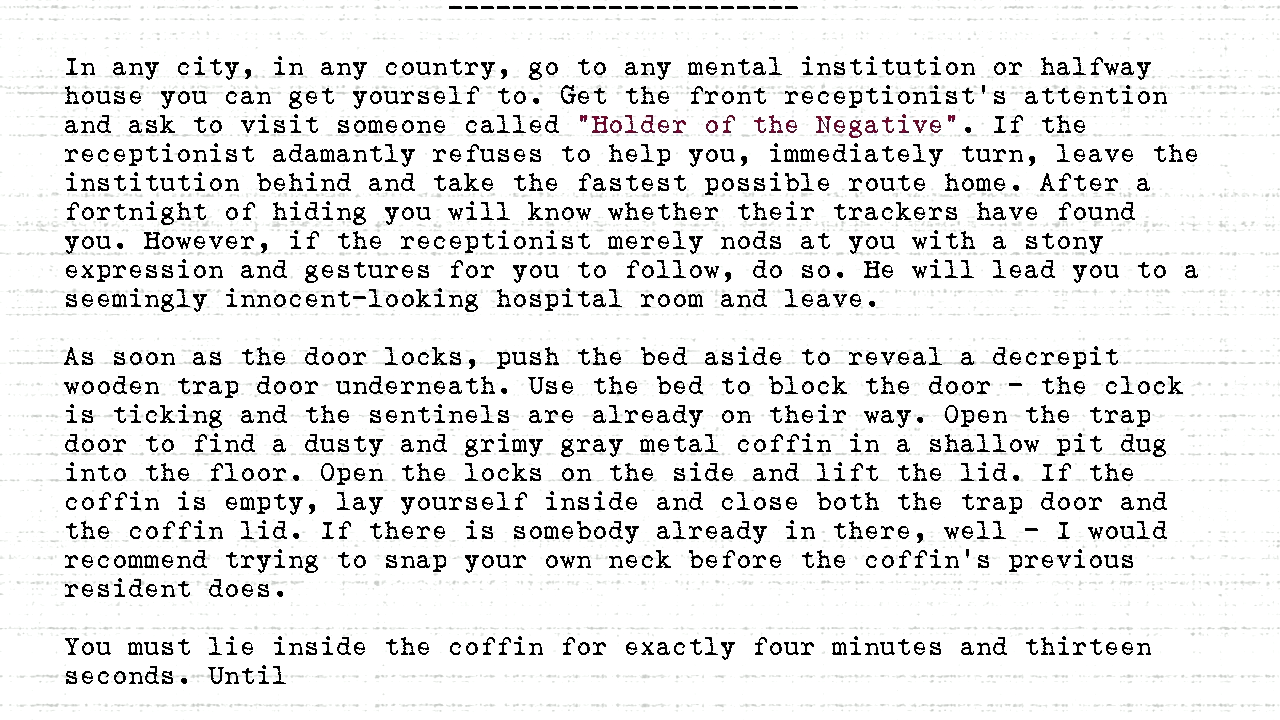 In any city, in any country, go to any mental institution or halfway
house you can get yourself to. Get the front receptionist's attention
and ask to visit someone called "Holder of the Negative". If the
receptionist adamantly refuses to help you, immediately turn, leave the
institution behind and take the fastest possible route home. After a
fortnight of hiding you will know whether their trackers have found
you. However, if the receptionist merely nods at you with a stony
expression and gestures for you to follow, do so. He will lead you to a
seemingly innocent-looking hospital room and leave.
As soon as the door locks, push the bed aside to reveal a decrepit
wooden trap door underneath. Use the bed to block the door - the clock
is ticking and the sentinels are already on their way. Open the trap
door to find a dusty and grimy gray metal coffin in a shallow pit dug
into the floor. Open the locks on the side and lift the lid. If the
coffin is empty, lay yourself inside and close both the trap door and
the coffin lid. If there is somebody already in there, well - I would
recommend trying to snap your own neck before the coffin's previous
resident does.
You must lie inside the coffin for exactly four minutes and thirteen
seconds. Until